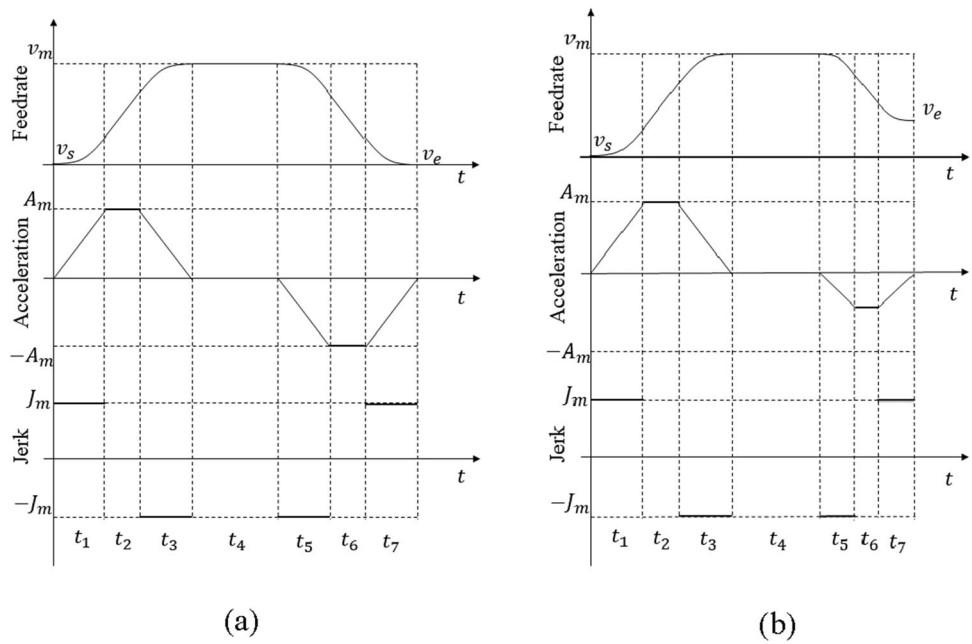 v_m
Feedrate
v_s
v_e
t
A_m
Acceleration
t
−A_m
J_m
Jerk
t
−J_m
t_1 t_2 t_3 t_4 t_5 t_6 t_7
(a)
v_m
Feedrate
v_s
v_e
t
A_m
Acceleration
t
−A_m
J_m
Jerk
t
−J_m
t_1 t_2 t_3 t_4 t_5 t_6 t_7
(b)